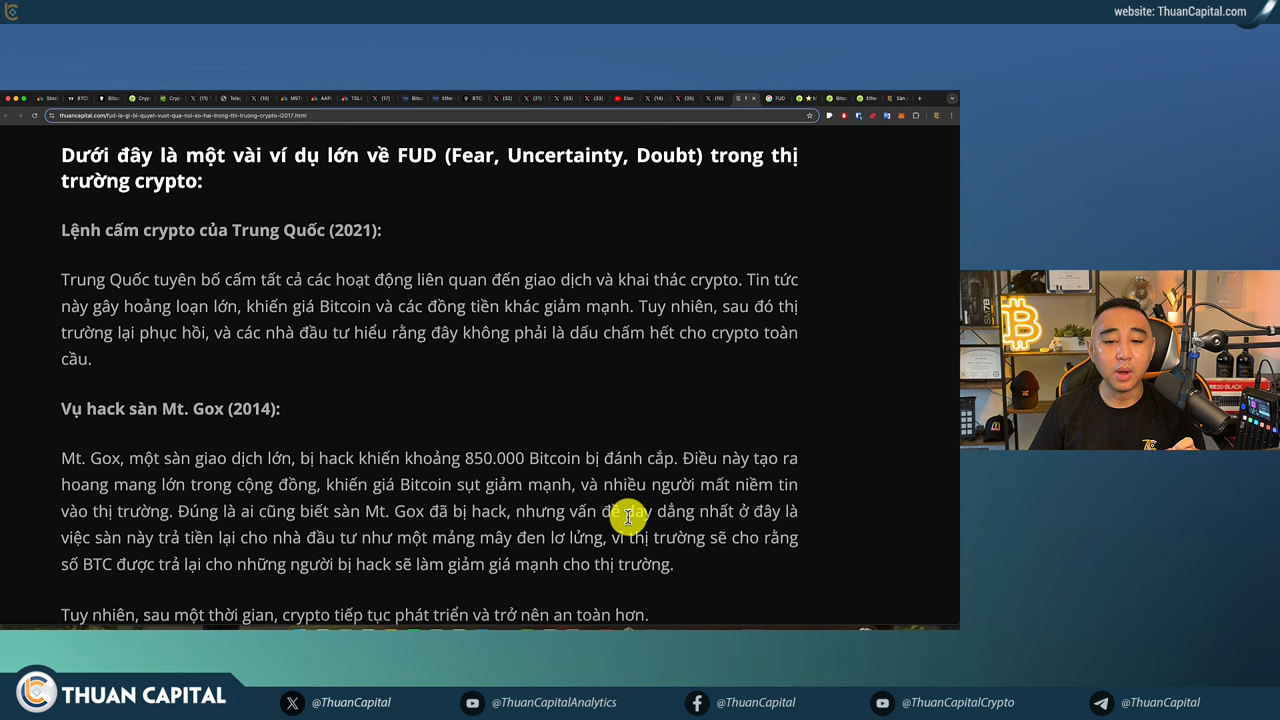 website: ThuanCapital.com
thuancapital.com/fud-la-gi-bi-quyet-vuot-qua-noi-so-hai-trong-thi-truong-crypto-i2017.html
Dưới đây là một vài ví dụ lớn về FUD (Fear, Uncertainty, Doubt) trong thị
trường crypto:
Lệnh cấm crypto của Trung Quốc (2021):
Trung Quốc tuyên bố cấm tất cả các hoạt động liên quan đến giao dịch và khai thác crypto. Tin tức
này gây hoảng loạn lớn, khiến giá Bitcoin và các đồng tiền khác giảm mạnh. Tuy nhiên, sau đó thị
trường lại phục hồi, và các nhà đầu tư hiểu rằng đây không phải là dấu chấm hết cho crypto toàn
cầu.
Vụ hack sàn Mt. Gox (2014):
Mt. Gox, một sàn giao dịch lớn, bị hack khiến khoảng 850.000 Bitcoin bị đánh cắp. Điều này tạo ra
hoang mang lớn trong cộng đồng, khiến giá Bitcoin sụt giảm mạnh, và nhiều người mất niềm tin
vào thị trường. Đúng là ai cũng biết sàn Mt. Gox đã bị hack, nhưng vấn đề day dẳng nhất ở đây là
việc sàn này trả tiền lại cho nhà đầu tư như một mảng mây đen lơ lửng, vì thị trường sẽ cho rằng
số BTC được trả lại cho những người bị hack sẽ làm giảm giá mạnh cho thị trường.
Tuy nhiên, sau một thời gian, crypto tiếp tục phát triển và trở nên an toàn hơn.
THUAN CAPITAL
@ThuanCapital
@ThuanCapitalAnalytics
@ThuanCapital
@ThuanCapitalCrypto
@ThuanCapital